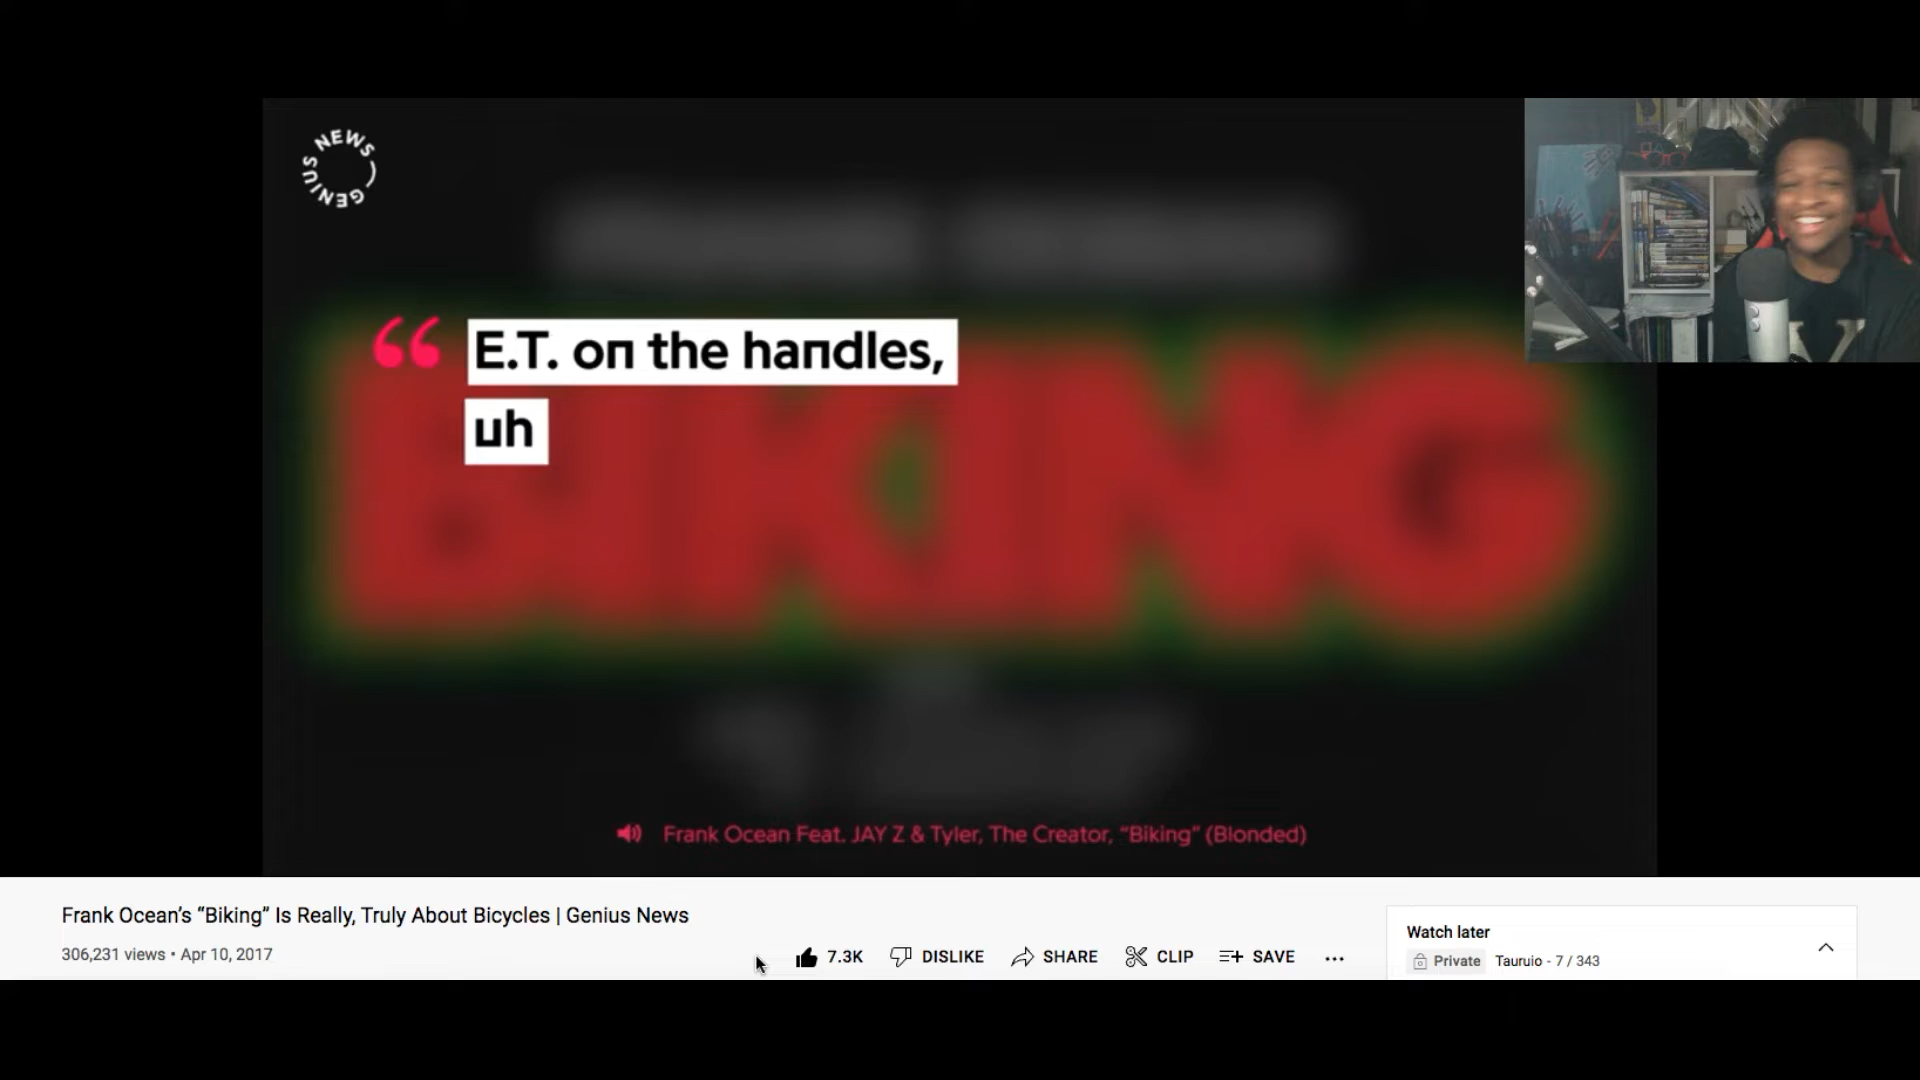 GENIUS NEWS
“ E.T. on the handles,
uh
BIKING
Frank Ocean Feat. JAY Z & Tyler, The Creator, “Biking” (Blonded)
Frank Ocean’s “Biking” Is Really, Truly About Bicycles | Genius News
306,231 views • Apr 10, 2017
7.3K DISLIKE SHARE CLIP SAVE ...
Watch later
Private Tauruio - 7 / 343